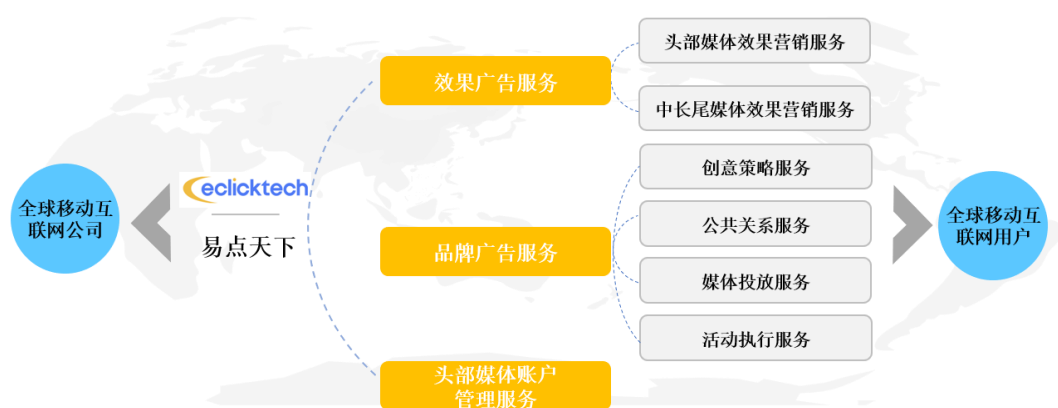 全球移动互
联网公司
eclicktech
易点天下
效果广告服务
头部媒体效果营销服务
中长尾媒体效果营销服务
品牌广告服务
创意策略服务
公共关系服务
媒体投放服务
活动执行服务
头部媒体账户
管理服务
全球移动互
联网用户